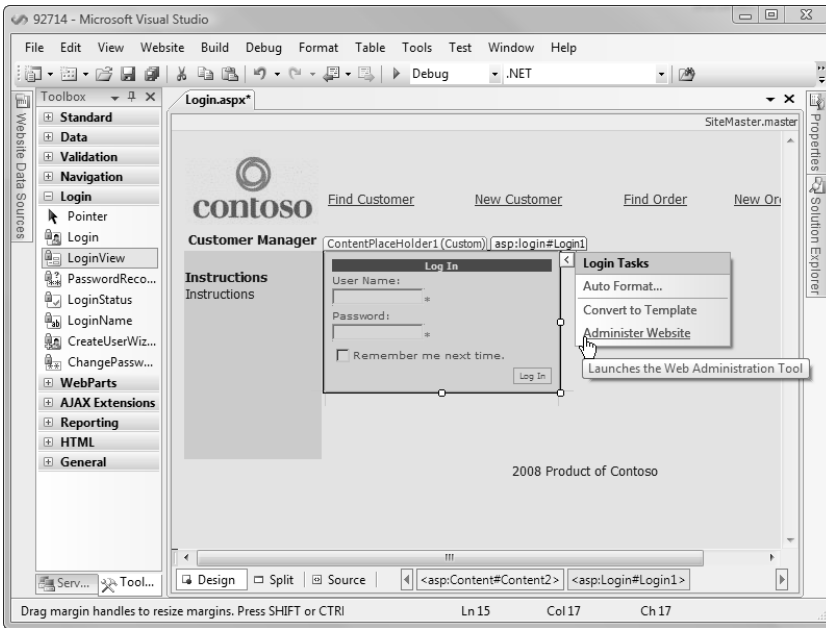 92714 - Microsoft Visual Studio
File Edit View Website Build Debug Format Table Tools Test Window Help
Debug .NET
Toolbox
Login.aspx*
SiteMaster.master
Website Data Sources
Properties
Solution Explorer
Standard
Data
Validation
Navigation
Login
Pointer
Login
LoginView
PasswordReco...
LoginStatus
LoginName
CreateUserWiz...
ChangePassw...
WebParts
AJAX Extensions
Reporting
HTML
General
contoso
Find Customer New Customer Find Order New Or
Customer Manager
ContentPlaceHolder1 (Custom) asp:login#Login1
Instructions
Instructions
Log In
User Name:
*
Password:
*
Remember me next time.
Log In
Login Tasks
Auto Format...
Convert to Template
Administer Website
Launches the Web Administration Tool
2008 Product of Contoso
Serv... Tool...
Design Split Source <asp:Content#Content2> <asp:Login#Login1>
Drag margin handles to resize margins. Press SHIFT or CTRl Ln 15 Col 17 Ch 17